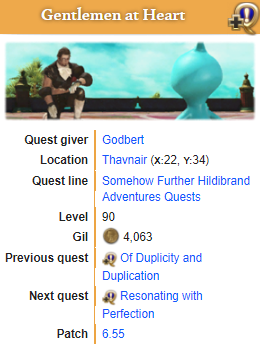 Gentlemen at Heart
Quest giver Godbert
Location Thavnair (X:22, Y:34)
Quest line Somehow Further Hildibrand
Adventures Quests
Level 90
Gil 4,063
Previous quest Of Duplicity and
Duplication
Next quest Resonating with
Perfection
Patch 6.55